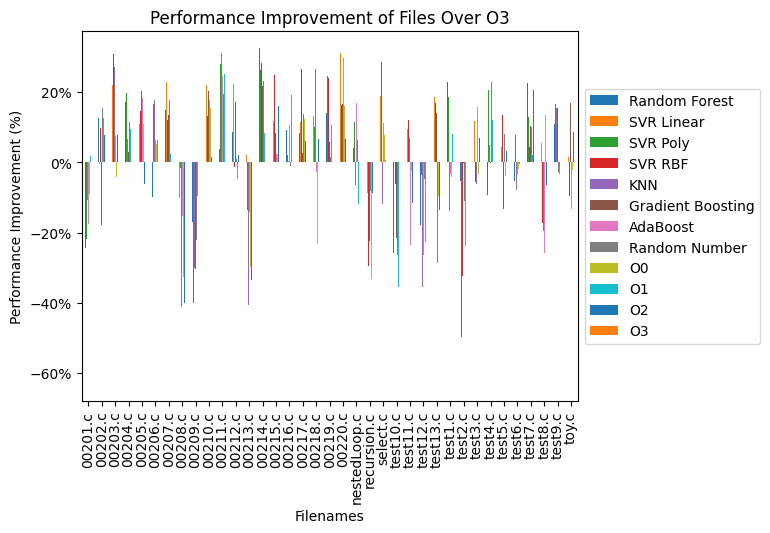 Performance Improvement of Files Over O3
Performance Improvement (%)
20%
0%
−20%
−40%
−60%
00201.c
00202.c
00203.c
00204.c
00205.c
00206.c
00207.c
00208.c
00209.c
00210.c
00211.c
00212.c
00213.c
00214.c
00215.c
00216.c
00217.c
00218.c
00219.c
00220.c
nestedLoop.c
recursion.c
select.c
test10.c
test11.c
test12.c
test13.c
test1.c
test2.c
test3.c
test4.c
test5.c
test6.c
test7.c
test8.c
test9.c
toy.c
Filenames
Random Forest
SVR Linear
SVR Poly
SVR RBF
KNN
Gradient Boosting
AdaBoost
Random Number
O0
O1
O2
O3